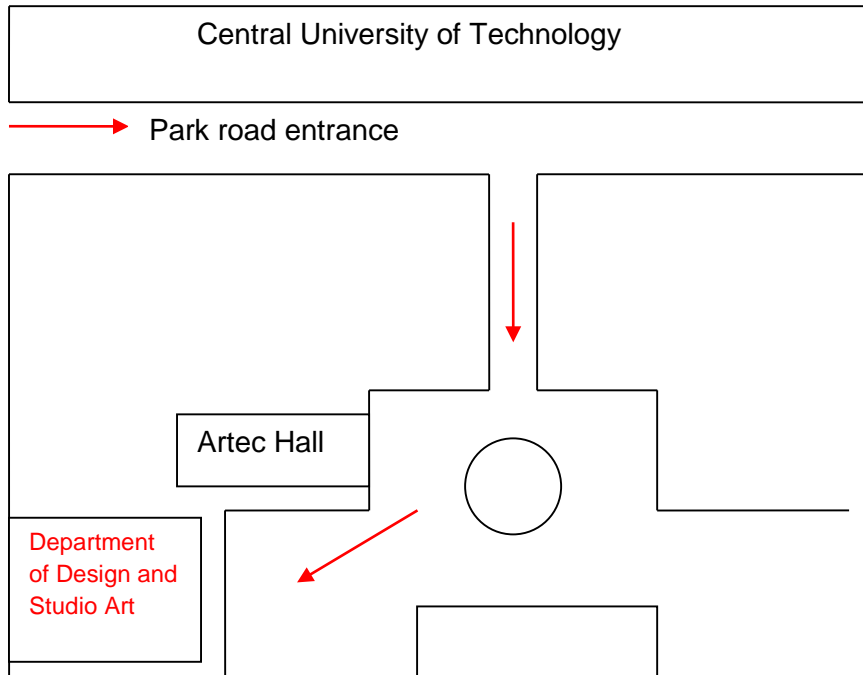 Central University of Technology
Park road entrance
Artec Hall
Department
of Design and
Studio Art